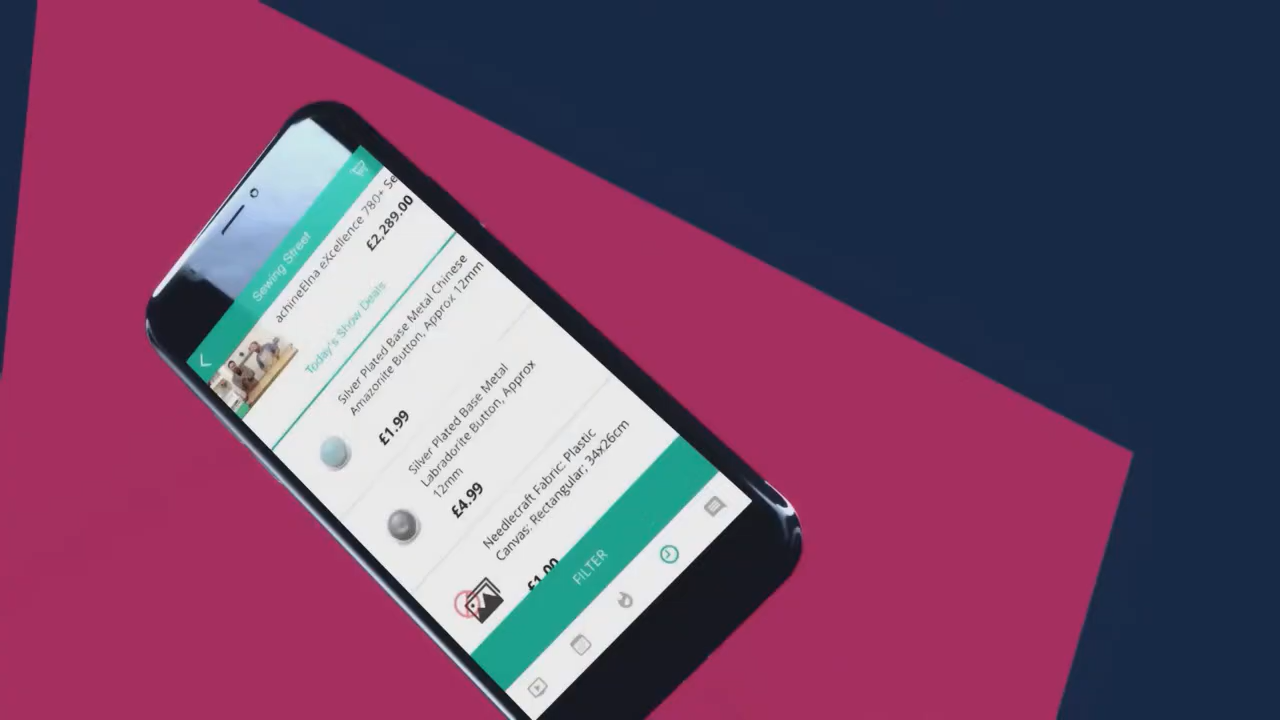 Sewing Street
achineElna eXcellence 780+ Se
£2,289.00
Today's Show Deals
Silver Plated Base Metal Chinese
Amazonite Button, Approx 12mm
£1.99
Silver Plated Base Metal
Labradorite Button, Approx
12mm
£4.99
Needlecraft Fabric: Plastic
Canvas: Rectangular; 34x26cm
£1.00
FILTER